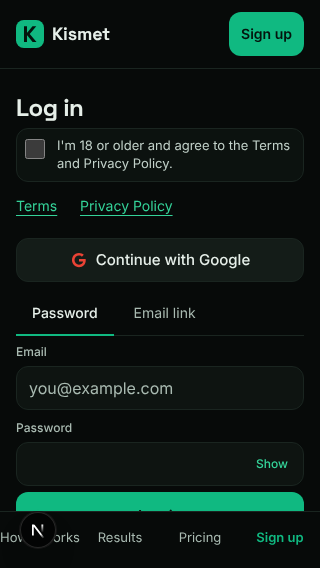 K Kismet
Sign up
Log in
I'm 18 or older and agree to the Terms
and Privacy Policy.
Terms Privacy Policy
G Continue with Google
Password Email link
Email
you@example.com
Password
Show
N
Results Pricing Sign up